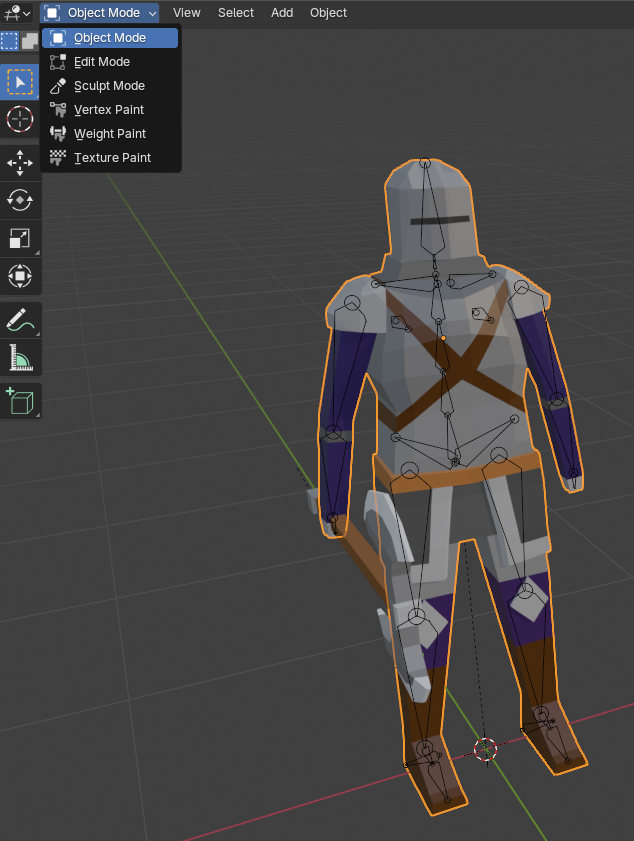 Object Mode View Select Add Object
Object Mode
Edit Mode
Sculpt Mode
Vertex Paint
Weight Paint
Texture Paint